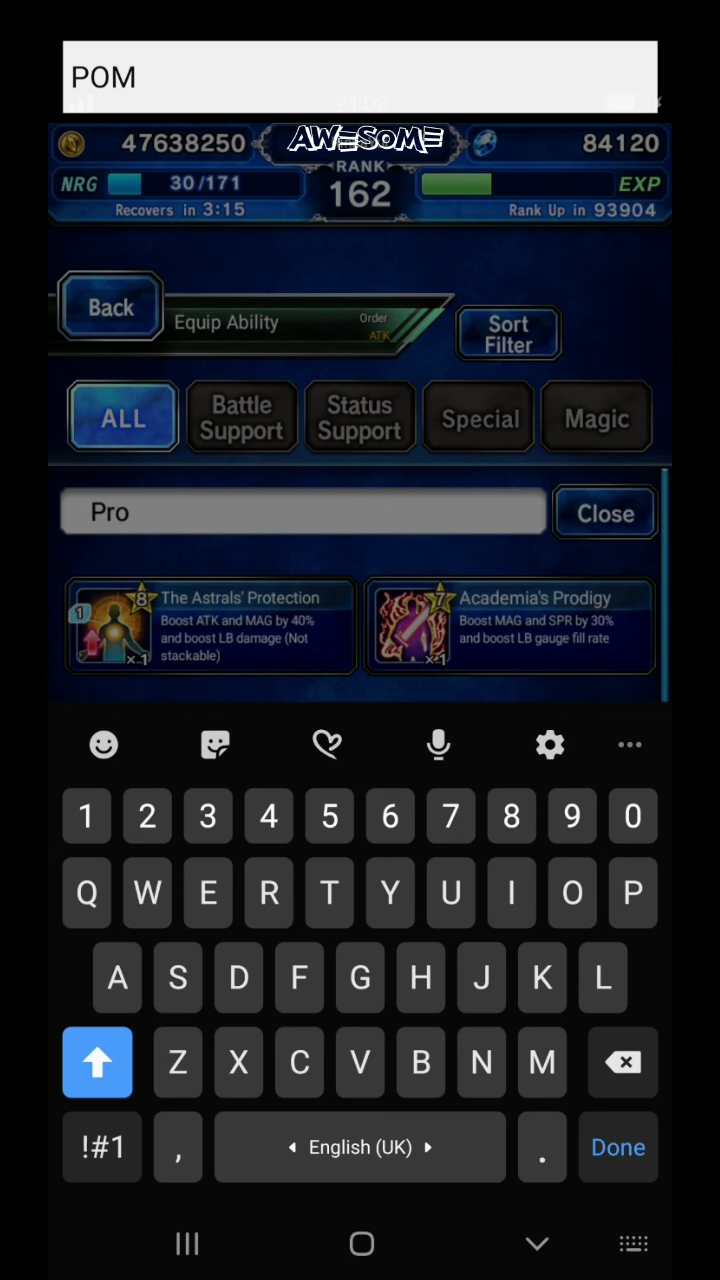 POM
47638250
AWESOME
84120
NRG 30/171
RANK
162
EXP
Recovers in 3:15
Rank Up in 93904
Back
Equip Ability
Order
ATK
Sort
Filter
ALL
Battle
Support
Status
Support
Special
Magic
Pro
Close
1
8
×1
The Astrals' Protection
Boost ATK and MAG by 40%
and boost LB damage (Not
stackable)
7
×1
Academia's Prodigy
Boost MAG and SPR by 30%
and boost LB gauge fill rate
1 2 3 4 5 6 7 8 9 0
Q W E R T Y U I O P
A S D F G H J K L
Z X C V B N M
!#1 , English (UK) . Done